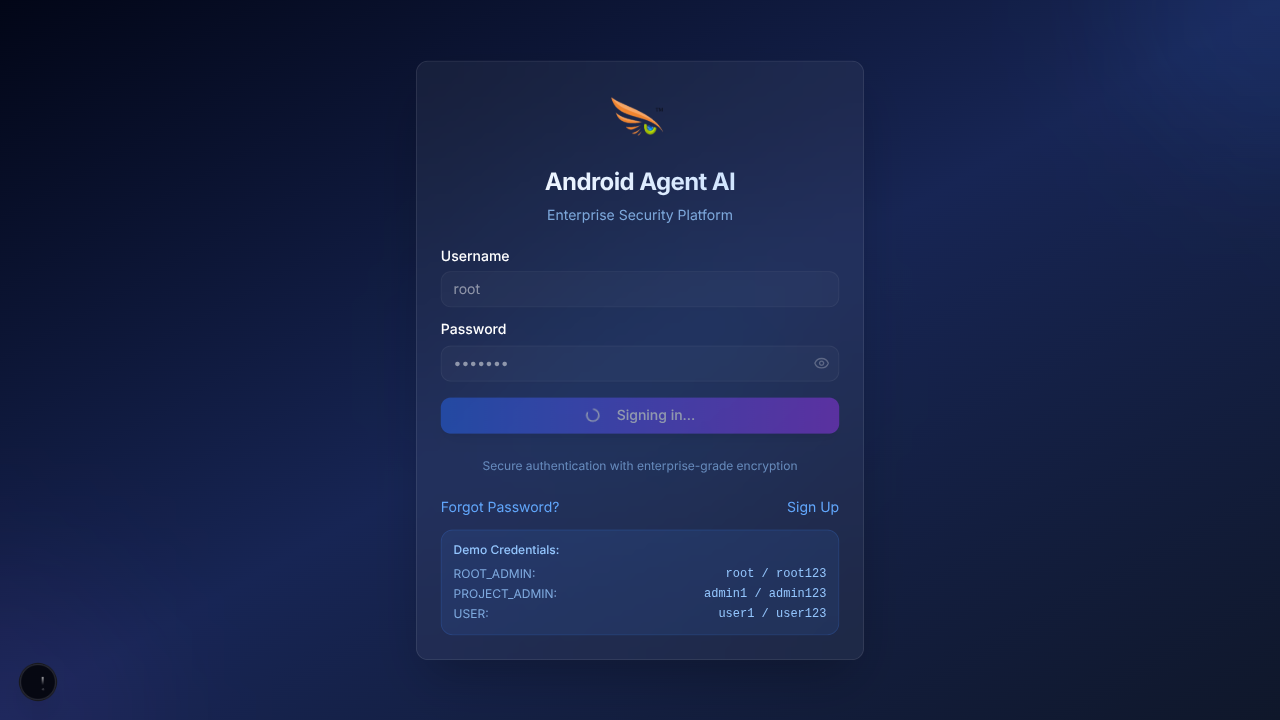 Android Agent AI
Enterprise Security Platform
Username
root
Password
•••••••
Signing in...
Secure authentication with enterprise-grade encryption
Forgot Password? Sign Up
Demo Credentials:
ROOT_ADMIN: root / root123
PROJECT_ADMIN: admin1 / admin123
USER: user1 / user123